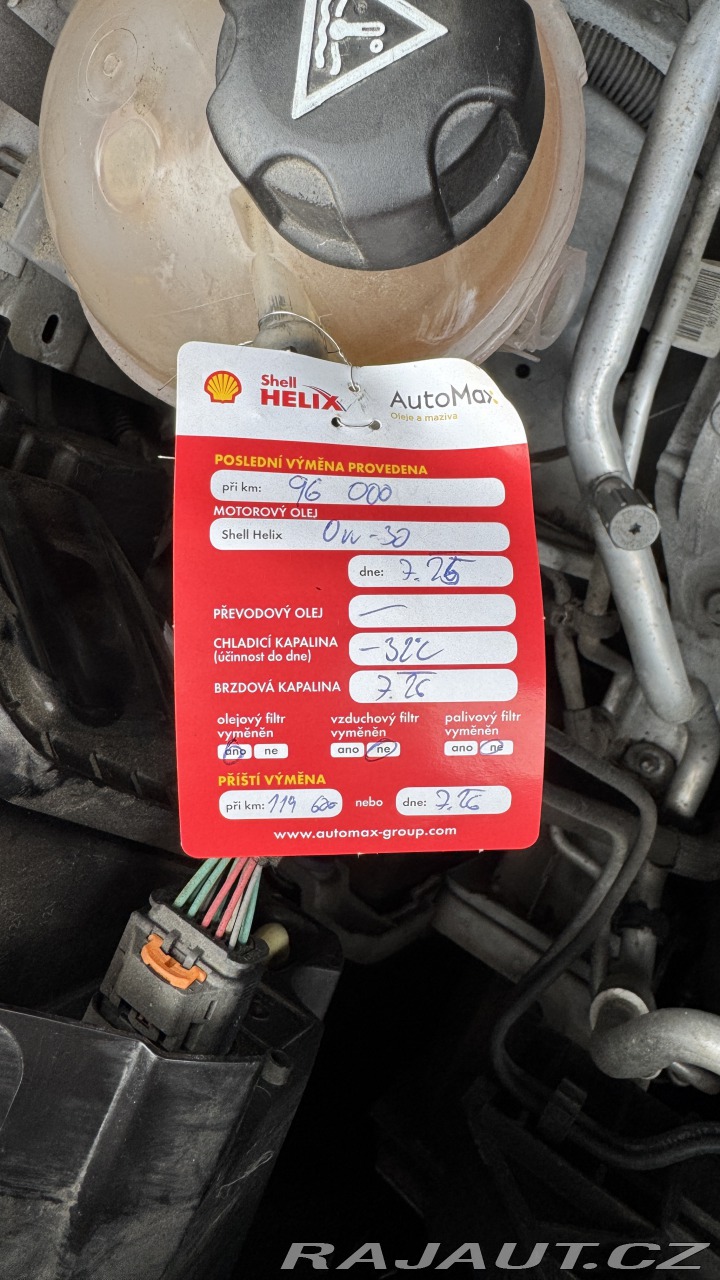 Shell
HELIX
AutoMax
Oleje a maziva
POSLEDNÍ VÝMĚNA PROVEDENA
při km: 96 000
MOTOROVÝ OLEJ
Shell Helix 0w-30
dne: 7.25
PŘEVODOVÝ OLEJ —
CHLADICÍ KAPALINA -32°C
(účinnost do dne)
BRZDOVÁ KAPALINA 7.26
olejový filtr vzduchový filtr palivový filtr
vyměněn vyměněn vyměněn
ano ne ano ne ano ne
PŘÍŠTÍ VÝMĚNA
při km: nebo dne: 7.26
www.automax-group.com
RAJAUT.CZ